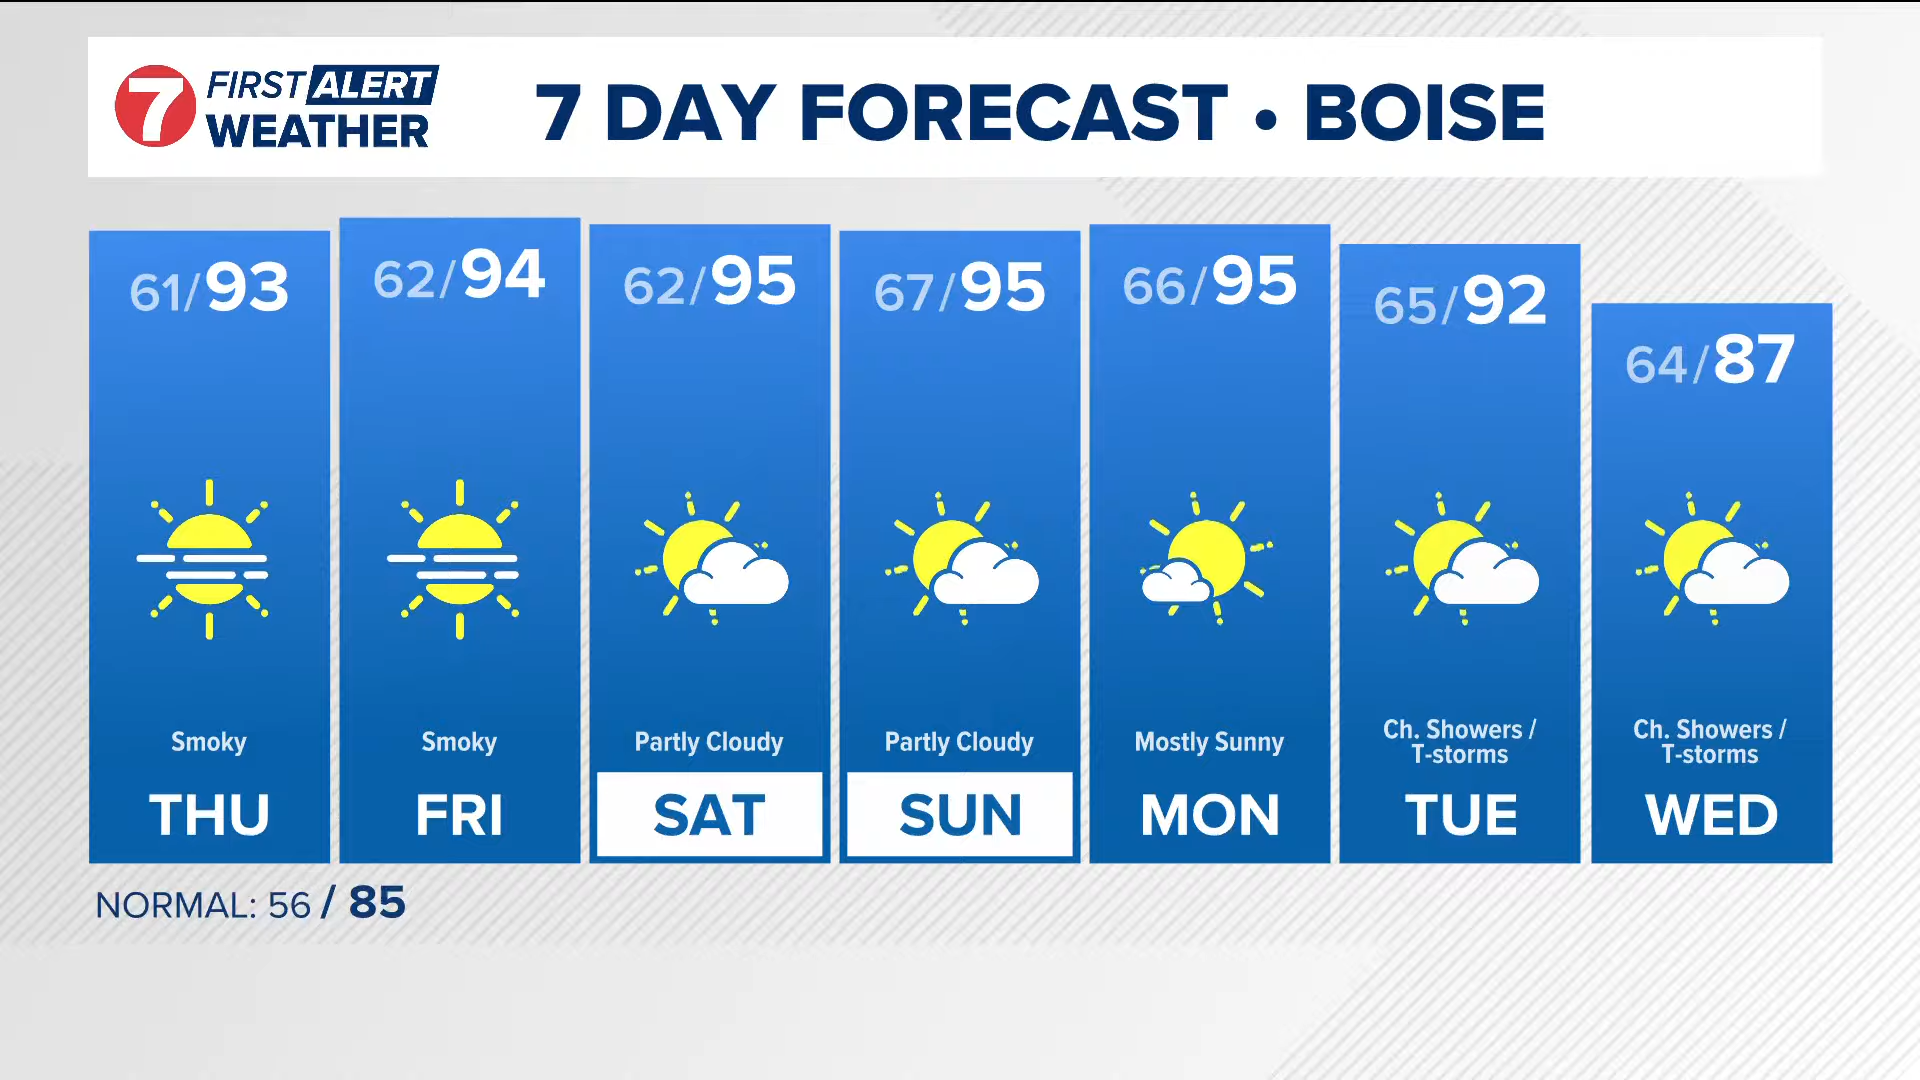 7 FIRST ALERT
WEATHER
7 DAY FORECAST • BOISE
61/93
62/94
62/95
67/95
66/95
65/92
64/87
Smoky
Smoky
Partly Cloudy
Partly Cloudy
Mostly Sunny
Ch. Showers /
T-storms
Ch. Showers /
T-storms
THU
FRI
SAT
SUN
MON
TUE
WED
NORMAL: 56 / 85